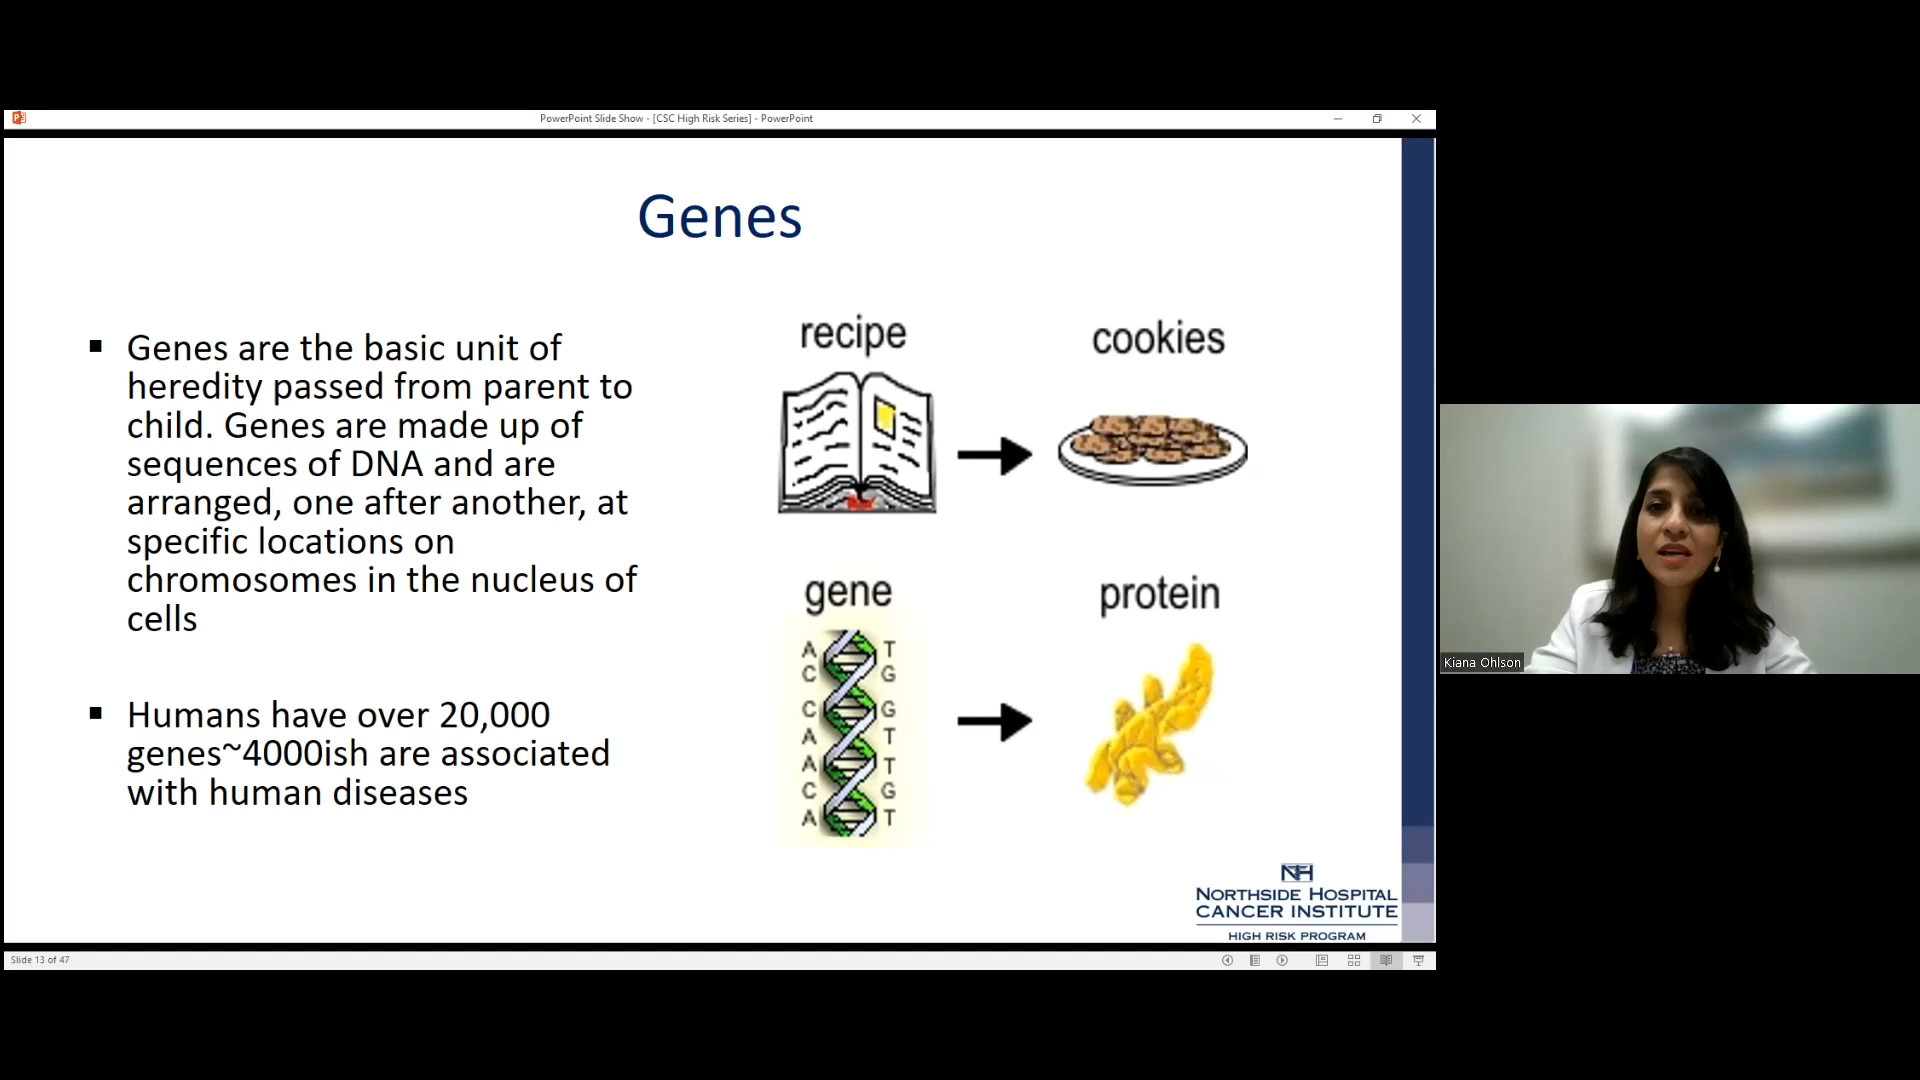 PowerPoint Slide Show - [CSC High Risk Series] - PowerPoint
Genes
▪ Genes are the basic unit of
heredity passed from parent to
child. Genes are made up of
sequences of DNA and are
arranged, one after another, at
specific locations on
chromosomes in the nucleus of
cells
▪ Humans have over 20,000
genes~4000ish are associated
with human diseases
recipe
cookies
gene
protein
A T
C G
C G
A T
A T
C G
A T
NH
NORTHSIDE HOSPITAL
CANCER INSTITUTE
HIGH RISK PROGRAM
Slide 13 of 47
Kiana Ohlson